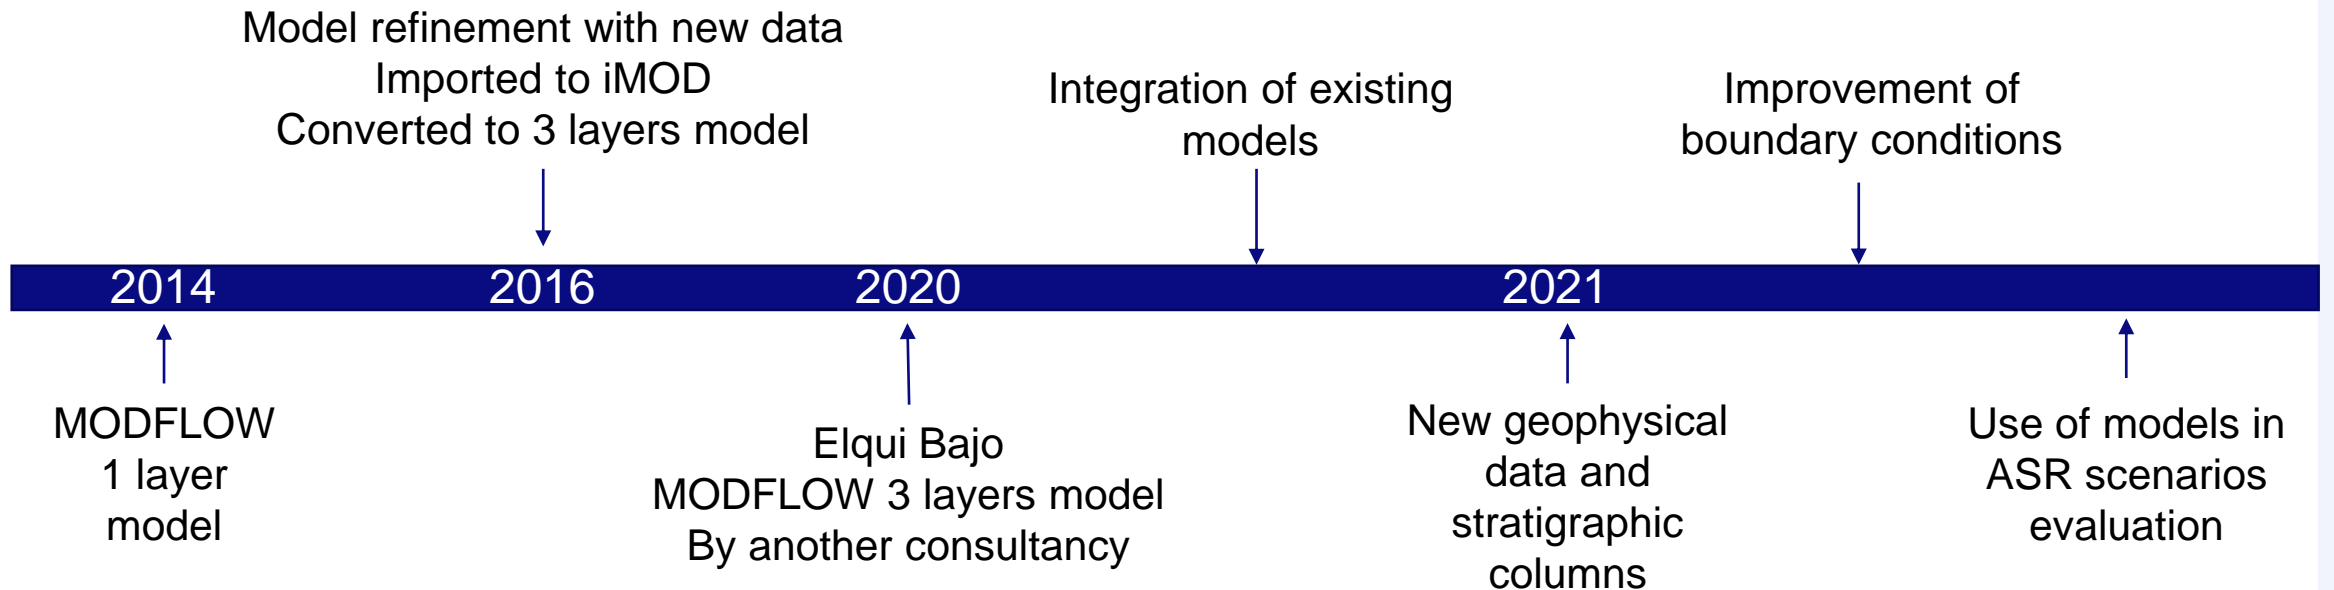 Model refinement with new data
Imported to iMOD
Converted to 3 layers model
Integration of existing
models
Improvement of
boundary conditions
2014
2016
2020
2021
MODFLOW
1 layer
model
Elqui Bajo
MODFLOW 3 layers model
By another consultancy
New geophysical
data and
stratigraphic
columns
Use of models in
ASR scenarios
evaluation